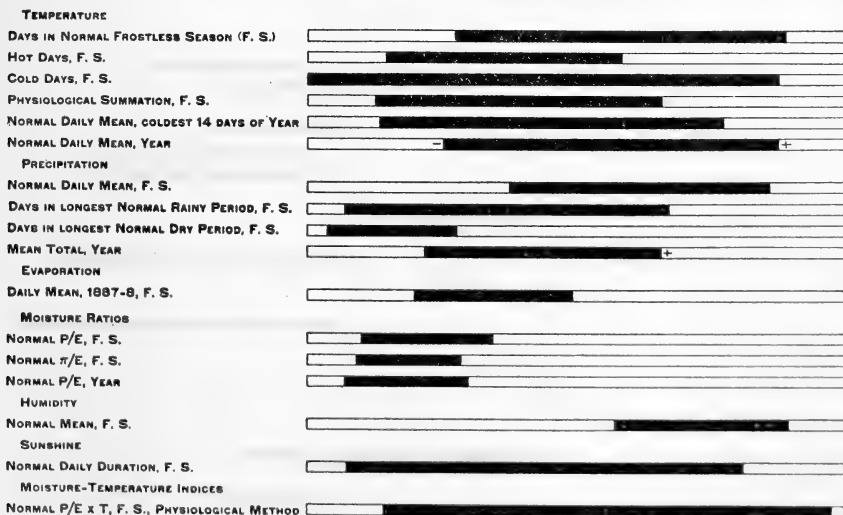 TEMPERATURE
DAYS IN NORMAL FROSTLESS SEASON (F. S.)
HOT DAYS, F. S.
COLD DAYS, F. S.
PHYSIOLOGICAL SUMMATION, F. S.
NORMAL DAILY MEAN, COLDEST 14 DAYS OF YEAR
NORMAL DAILY MEAN, YEAR - +
PRECIPITATION
NORMAL DAILY MEAN, F. S.
DAYS IN LONGEST NORMAL RAINY PERIOD, F. S.
DAYS IN LONGEST NORMAL DRY PERIOD, F. S.
MEAN TOTAL, YEAR +
EVAPORATION
DAILY MEAN, 1887-8, F. S.
MOISTURE RATIOS
NORMAL P/E, F. S.
NORMAL π/E, F. S.
NORMAL P/E, YEAR
HUMIDITY
NORMAL MEAN, F. S.
SUNSHINE
NORMAL DAILY DURATION, F. S.
MOISTURE-TEMPERATURE INDICES
NORMAL P/E X T, F. S., PHYSIOLOGICAL METHOD